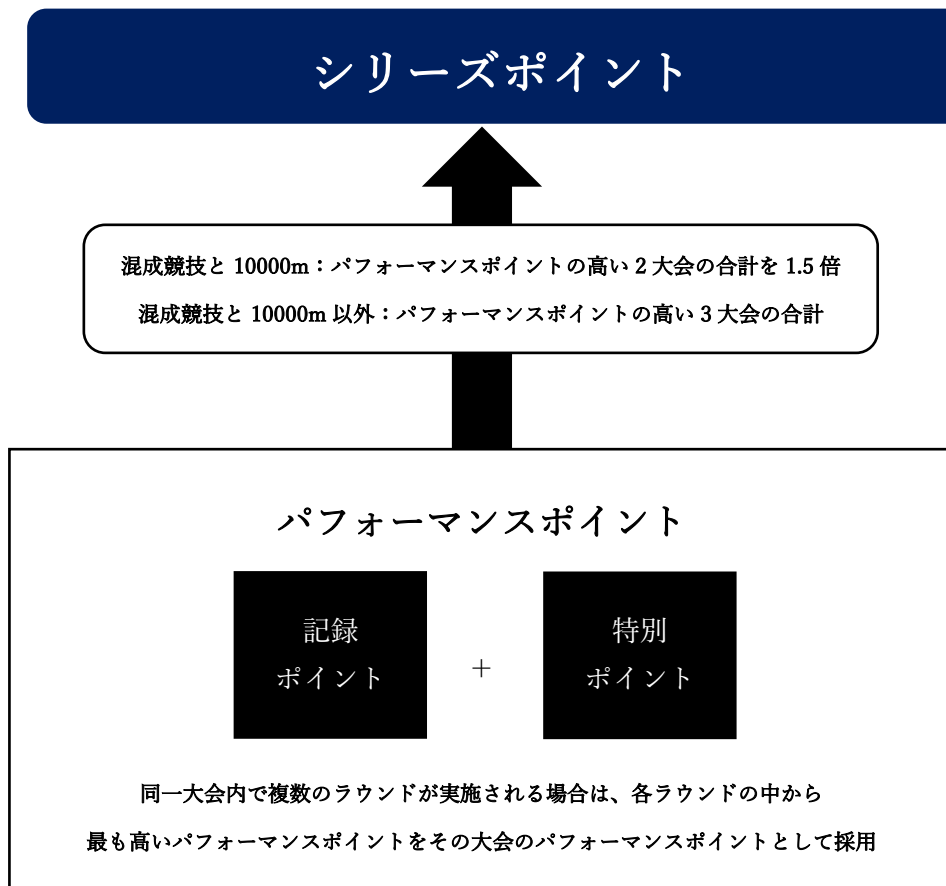 シリーズポイント
混成競技と 10000m：パフォーマンスポイントの高い 2 大会の合計を 1.5 倍
混成競技と 10000m 以外：パフォーマンスポイントの高い 3 大会の合計
パフォーマンスポイント
記録
ポイント
+
特別
ポイント
同一大会内で複数のラウンドが実施される場合は、各ラウンドの中から
最も高いパフォーマンスポイントをその大会のパフォーマンスポイントとして採用